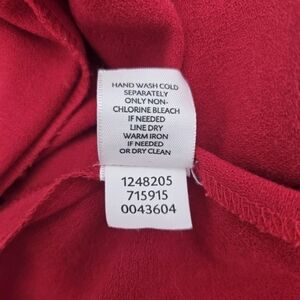 HAND WASH COLD
SEPARATELY
ONLY NON-
CHLORINE BLEACH
IF NEEDED
LINE DRY
WARM IRON
IF NEEDED
OR DRY CLEAN
1248205
715915
0043604